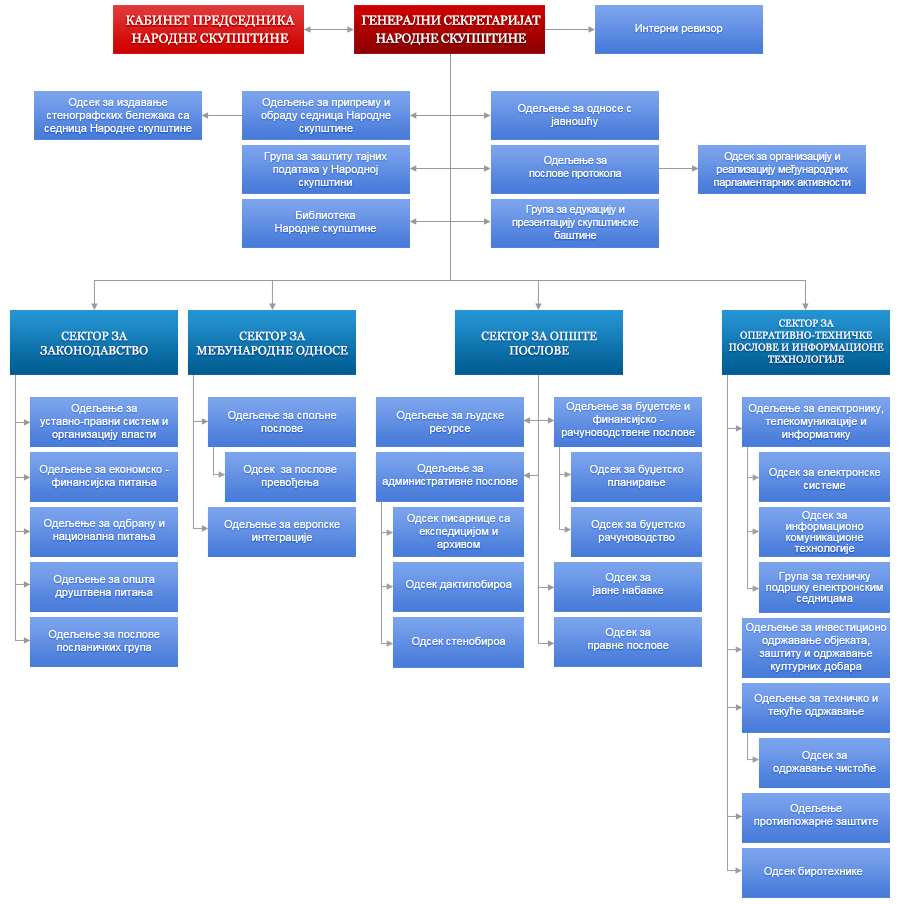 КАБИНЕТ ПРЕДСЕДНИКА
НАРОДНЕ СКУПШТИНЕ
ГЕНЕРАЛНИ СЕКРЕТАРИЈАТ
НАРОДНЕ СКУПШТИНЕ
Интерни ревизор
Одсек за издавање
стенографских бележака са
седница Народне скупштине
Одељење за припрему и
обраду седница Народне
скупштине
Одељење за односе с
јавношћу
Група за заштиту тајних
података у Народној
скупштини
Одељење за
послове протокола
Одсек за организацију и
реализацију међународних
парламентарних активности
Библиотека
Народне скупштине
Група за едукацију и
презентацију скупштинске
баштине
СЕКТОР ЗА
ЗАКОНОДАВСТВО
Одељење за
уставно-правни систем и
организацију власти
Одељење за економско -
финансијска питања
Одељење за одбрану и
национална питања
Одељење за општа
друштвена питања
Одељење за послове
посланичких група
СЕКТОР ЗА
МЕЂУНАРОДНЕ ОДНОСЕ
Одељење за спољне
послове
Одсек за послове
превођења
Одељење за европске
интеграције
СЕКТОР ЗА ОПШТЕ
ПОСЛОВЕ
Одељење за људске
ресурсе
Одељење за
административне послове
Одсек писарнице са
експедицијом и
архивом
Одсек дактилобироа
Одсек стенобироа
Одељење за буџетске и
финансијско -
рачуноводствене послове
Одсек за буџетско
планирање
Одсек за буџетско
рачуноводство
Одсек за
јавне набавке
Одсек за
правне послове
СЕКТОР ЗА
ОПЕРАТИВНО-ТЕХНИЧКЕ
ПОСЛОВЕ И ИНФОРМАЦИОНЕ
ТЕХНОЛОГИЈЕ
Одељење за електронику,
телекомуникације и
информатику
Одсек за електронске
системе
Одсек за
информационо
комуникационе
технологије
Група за техничку
подршку електронским
седницама
Одељење за инвестиционо
одржавање објеката,
заштиту и одржавање
културних добара
Одељење за техничко и
текуће одржавање
Одсек за
одржавање чистоће
Одељење
противпожарне заштите
Одсек биротехнике